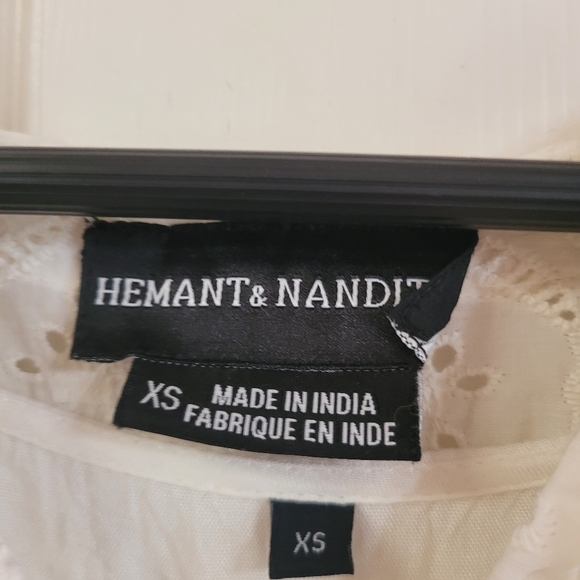 HEMANT & NANDIT
XS MADE IN INDIA
FABRIQUE EN INDE
XS